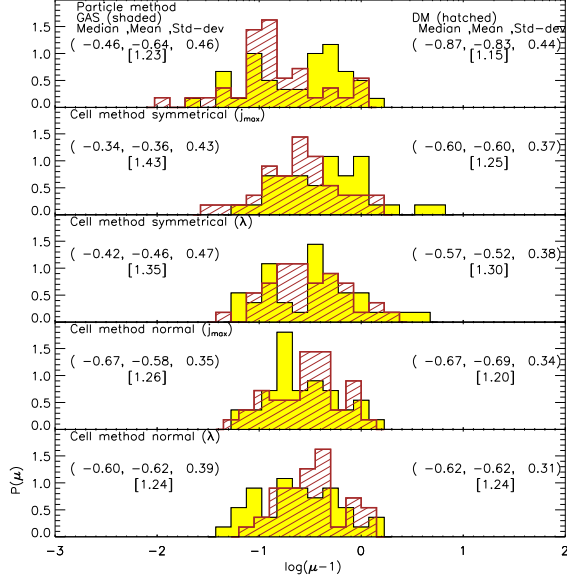 Particle method
GAS (shaded) DM (hatched)
Median ,Mean ,Std-dev Median ,Mean ,Std-dev
( -0.46, -0.64, 0.46) ( -0.87, -0.83, 0.44)
[1.23] [1.15]
1.5
1.0
0.5
0.0
Cell method symmetrical (jmax)
( -0.34, -0.36, 0.43) ( -0.60, -0.60, 0.37)
[1.43] [1.25]
1.5
1.0
0.5
0.0
Cell method symmetrical (λ)
( -0.42, -0.46, 0.47) ( -0.57, -0.52, 0.38)
[1.35] [1.30]
1.5
1.0
0.5
0.0
Cell method normal (jmax)
( -0.67, -0.58, 0.35) ( -0.67, -0.69, 0.34)
[1.26] [1.20]
1.5
1.0
0.5
0.0
Cell method normal (λ)
( -0.60, -0.62, 0.39) ( -0.62, -0.62, 0.31)
[1.24] [1.24]
1.5
1.0
0.5
0.0
P(μ)
-3 -2 -1 0 1 2
log(μ-1)